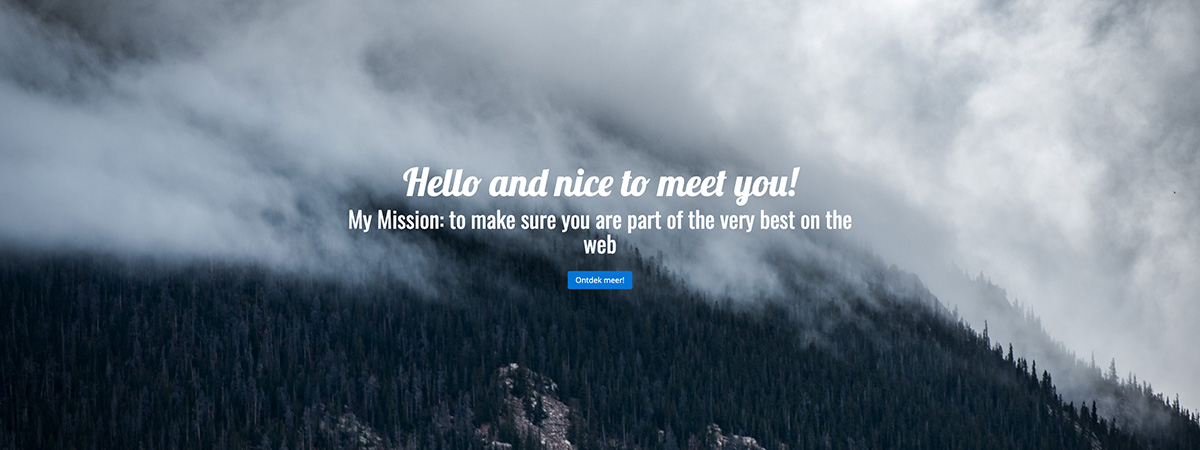 Hello and nice to meet you!
My Mission: to make sure you are part of the very best on the
web
Ontdek meer!